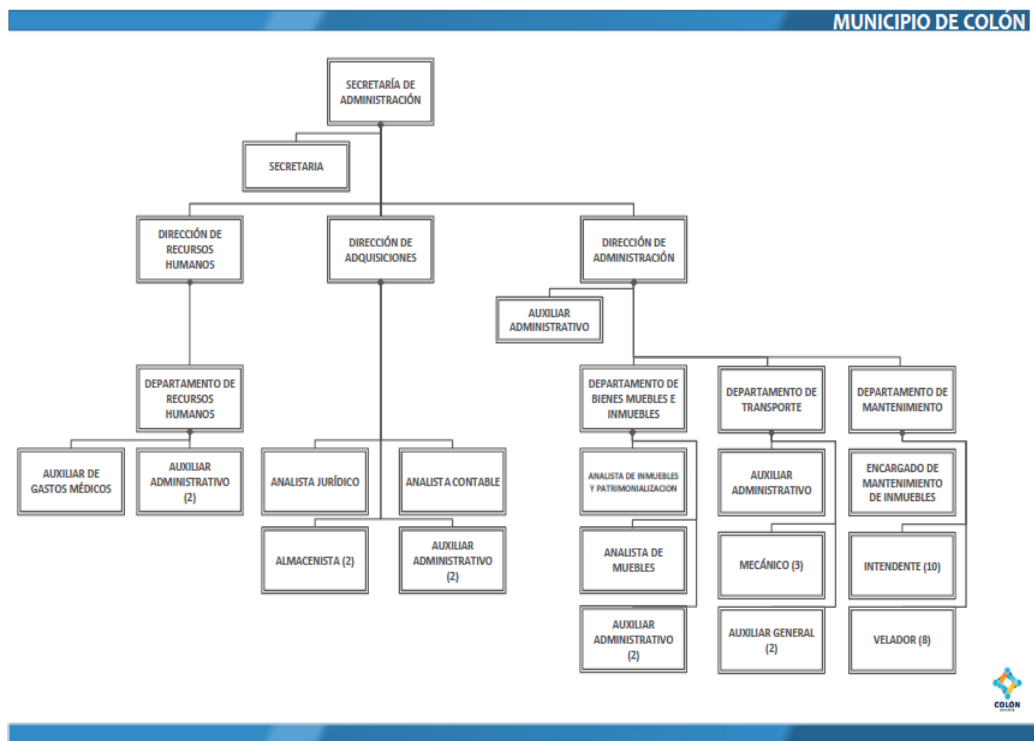 MUNICIPIO DE COLÓN
SECRETARÍA DE
ADMINISTRACIÓN
SECRETARIA
DIRECCIÓN DE
RECURSOS
HUMANOS
DIRECCIÓN DE
ADQUISICIONES
DIRECCIÓN DE
ADMINISTRACIÓN
AUXILIAR
ADMINISTRATIVO
DEPARTAMENTO DE
RECURSOS
HUMANOS
DEPARTAMENTO DE
BIENES MUEBLES E
INMUEBLES
DEPARTAMENTO DE
TRANSPORTE
DEPARTAMENTO DE
MANTENIMIENTO
AUXILIAR DE
GASTOS MÉDICOS
AUXILIAR
ADMINISTRATIVO
(2)
ANALISTA JURÍDICO
ANALISTA CONTABLE
ANALISTA DE INMUEBLES
Y PATRIMONIALIZACION
AUXILIAR
ADMINISTRATIVO
ENCARGADO DE
MANTENIMIENTO
DE INMUEBLES
ALMACENISTA (2)
AUXILIAR
ADMINISTRATIVO
(2)
ANALISTA DE
MUEBLES
MECÁNICO (3)
INTENDENTE (10)
AUXILIAR
ADMINISTRATIVO
(2)
AUXILIAR GENERAL
(2)
VELADOR (8)
COLÓN